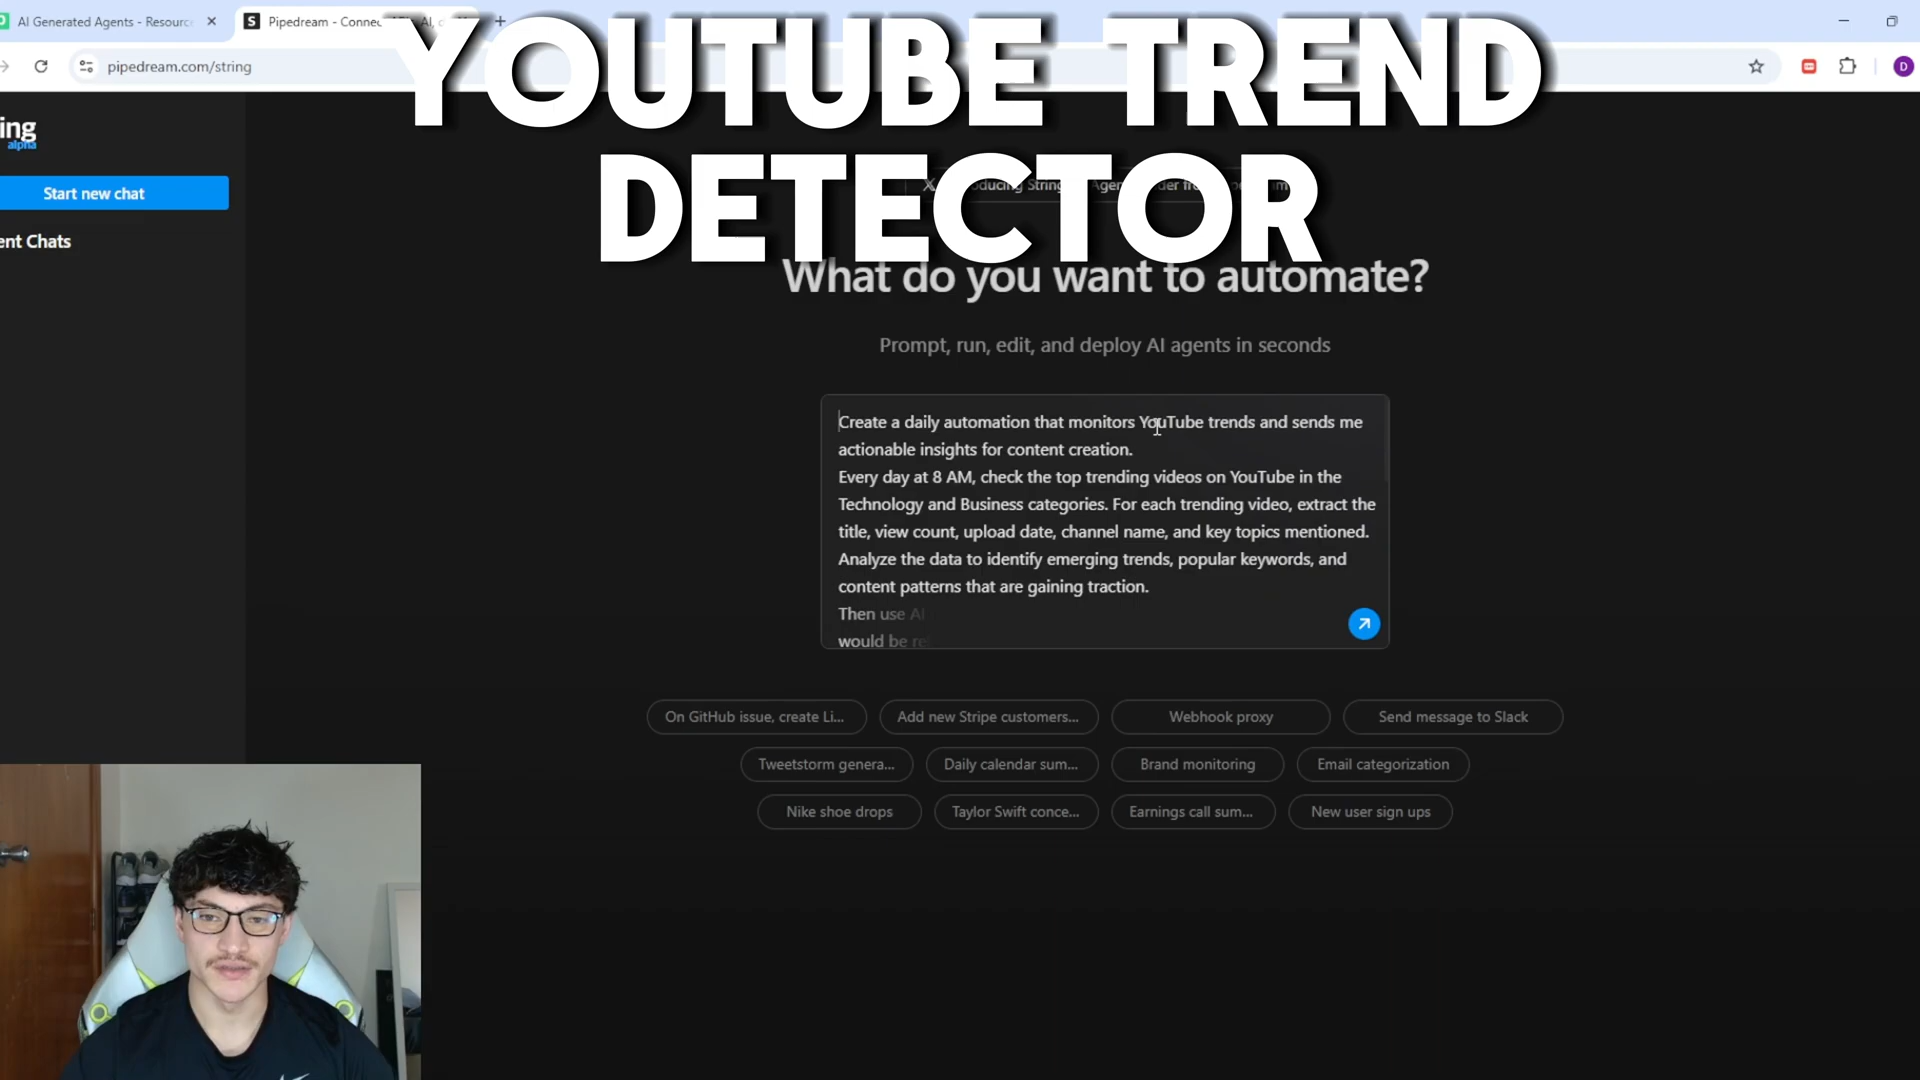 AI Generated Agents - Resourc
Pipedream - Connec
pipedream.com/string
D
YOUTUBE TREND
DETECTOR
ing
alpha
Start new chat
ent Chats
What do you want to automate?
Prompt, run, edit, and deploy AI agents in seconds
Create a daily automation that monitors YouTube trends and sends me
actionable insights for content creation.
Every day at 8 AM, check the top trending videos on YouTube in the
Technology and Business categories. For each trending video, extract the
title, view count, upload date, channel name, and key topics mentioned.
Analyze the data to identify emerging trends, popular keywords, and
content patterns that are gaining traction.
Then use AI
would be re
On GitHub issue, create Li...
Add new Stripe customers...
Webhook proxy
Send message to Slack
Tweetstorm genera...
Daily calendar sum...
Brand monitoring
Email categorization
Nike shoe drops
Taylor Swift conce...
Earnings call sum...
New user sign ups